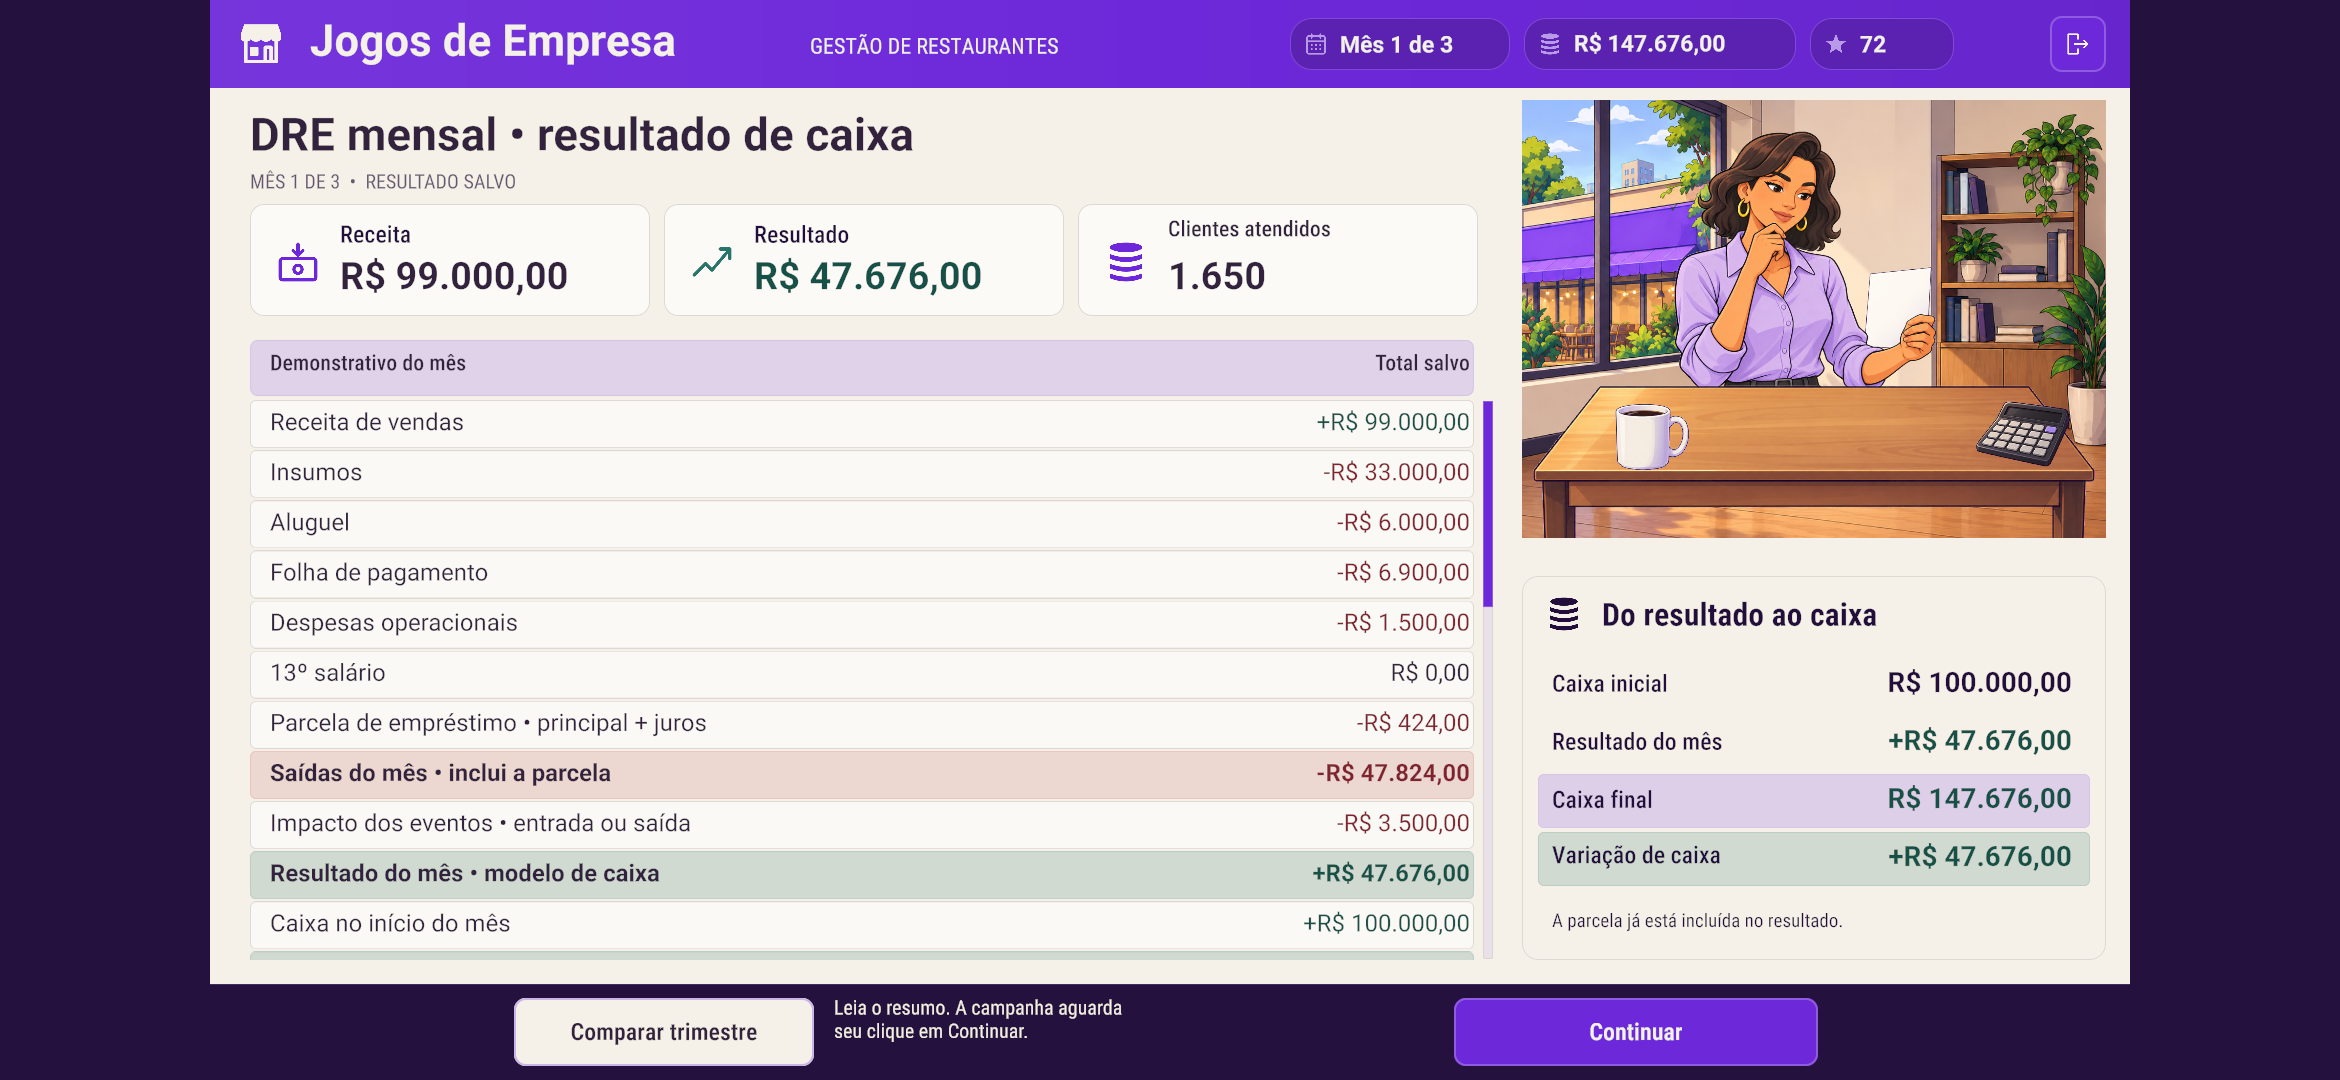 Jogos de Empresa
GESTÃO DE RESTAURANTES
Mês 1 de 3
R$ 147.676,00
72
DRE mensal • resultado de caixa
MÊS 1 DE 3 • RESULTADO SALVO
Receita
R$ 99.000,00
Resultado
R$ 47.676,00
Clientes atendidos
1.650
Demonstrativo do mês Total salvo
Receita de vendas +R$ 99.000,00
Insumos -R$ 33.000,00
Aluguel -R$ 6.000,00
Folha de pagamento -R$ 6.900,00
Despesas operacionais -R$ 1.500,00
13º salário R$ 0,00
Parcela de empréstimo • principal + juros -R$ 424,00
Saídas do mês • inclui a parcela -R$ 47.824,00
Impacto dos eventos • entrada ou saída -R$ 3.500,00
Resultado do mês • modelo de caixa +R$ 47.676,00
Caixa no início do mês +R$ 100.000,00
Do resultado ao caixa
Caixa inicial R$ 100.000,00
Resultado do mês +R$ 47.676,00
Caixa final R$ 147.676,00
Variação de caixa +R$ 47.676,00
A parcela já está incluída no resultado.
Comparar trimestre
Leia o resumo. A campanha aguarda
seu clique em Continuar.
Continuar